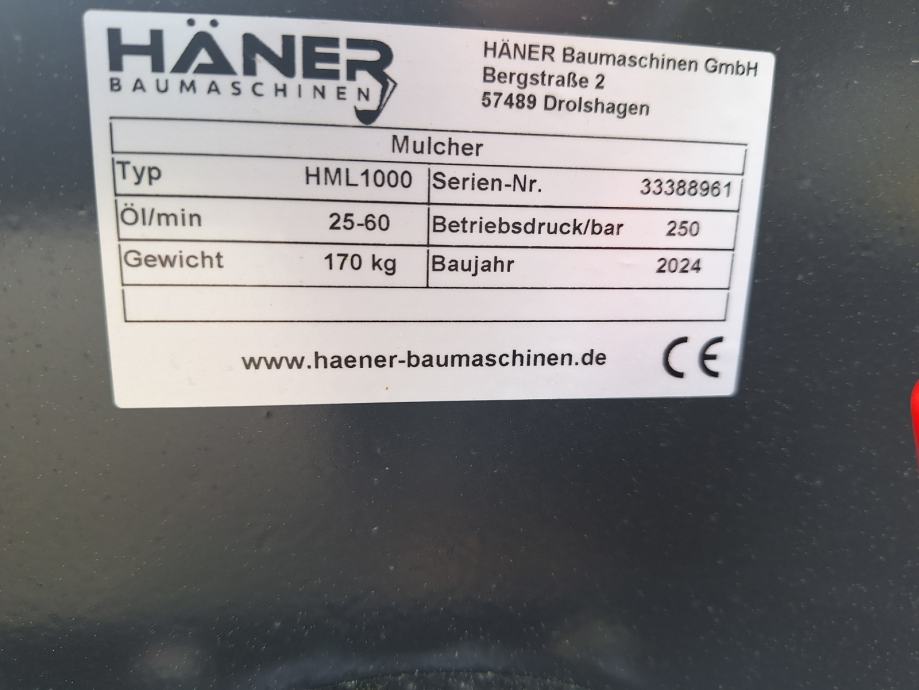 HÄNER
BAUMASCHINEN
HÄNER Baumaschinen GmbH
Bergstraße 2
57489 Drolshagen
Mulcher
Typ HML1000 Serien-Nr. 33388961
Öl/min 25-60 Betriebsdruck/bar 250
Gewicht 170 kg Baujahr 2024
www.haener-baumaschinen.de CE